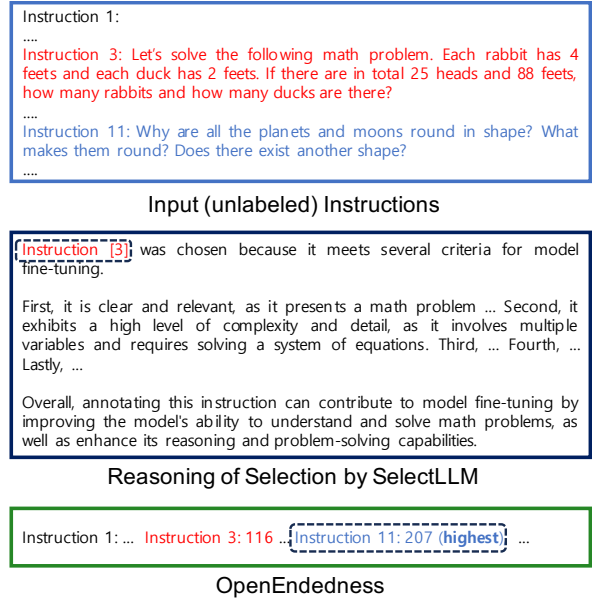 Instruction 1:
....
Instruction 3: Let's solve the following math problem. Each rabbit has 4
feets and each duck has 2 feets. If there are in total 25 heads and 88 feets,
how many rabbits and how many ducks are there?
....
Instruction 11: Why are all the planets and moons round in shape? What
makes them round? Does there exist another shape?
....
Input (unlabeled) Instructions
Instruction [3] was chosen because it meets several criteria for model
fine-tuning.
First, it is clear and relevant, as it presents a math problem ... Second, it
exhibits a high level of complexity and detail, as it involves multiple
variables and requires solving a system of equations. Third, ... Fourth, ...
Lastly, ...
Overall, annotating this instruction can contribute to model fine-tuning by
improving the model's ability to understand and solve math problems, as
well as enhance its reasoning and problem-solving capabilities.
Reasoning of Selection by SelectLLM
Instruction 1: ... Instruction 3: 116 ... Instruction 11: 207 (highest) ...
OpenEndedness